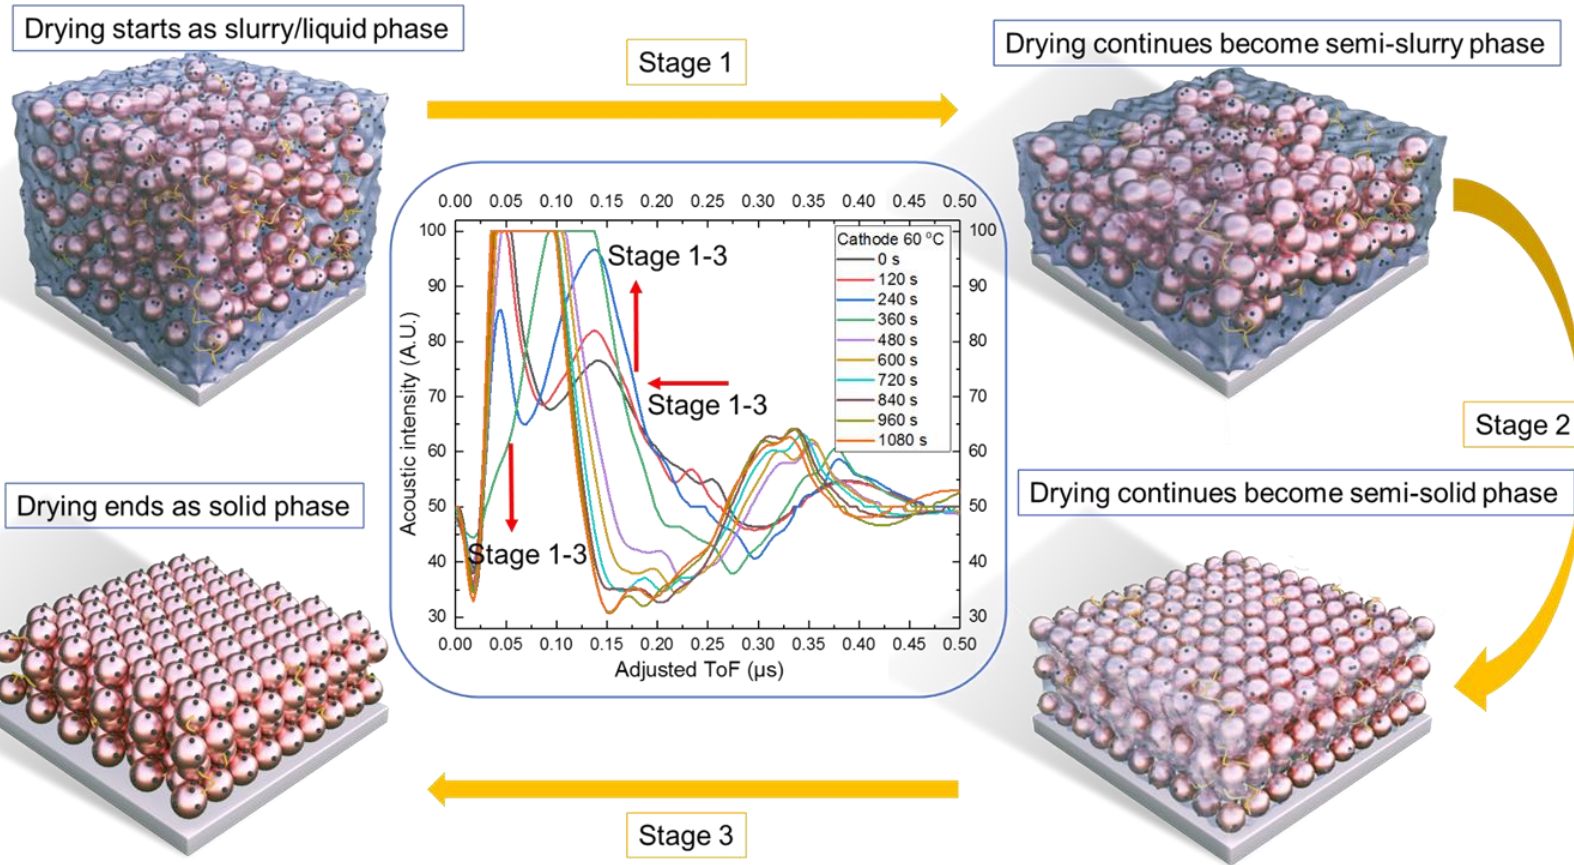 Drying starts as slurry/liquid phase
Stage 1
Drying continues become semi-slurry phase
0.00 0.05 0.10 0.15 0.20 0.25 0.30 0.35 0.40 0.45 0.50
100
90
80
70
60
50
40
30
Acoustic intensity (A.U.)
Stage 1-3
Stage 1-3
Stage 1-3
Cathode 60 °C
0 s
120 s
240 s
360 s
480 s
600 s
720 s
840 s
960 s
1080 s
100
90
80
70
60
50
40
30
0.00 0.05 0.10 0.15 0.20 0.25 0.30 0.35 0.40 0.45 0.50
Adjusted ToF (µs)
Stage 2
Drying continues become semi-solid phase
Stage 3
Drying ends as solid phase